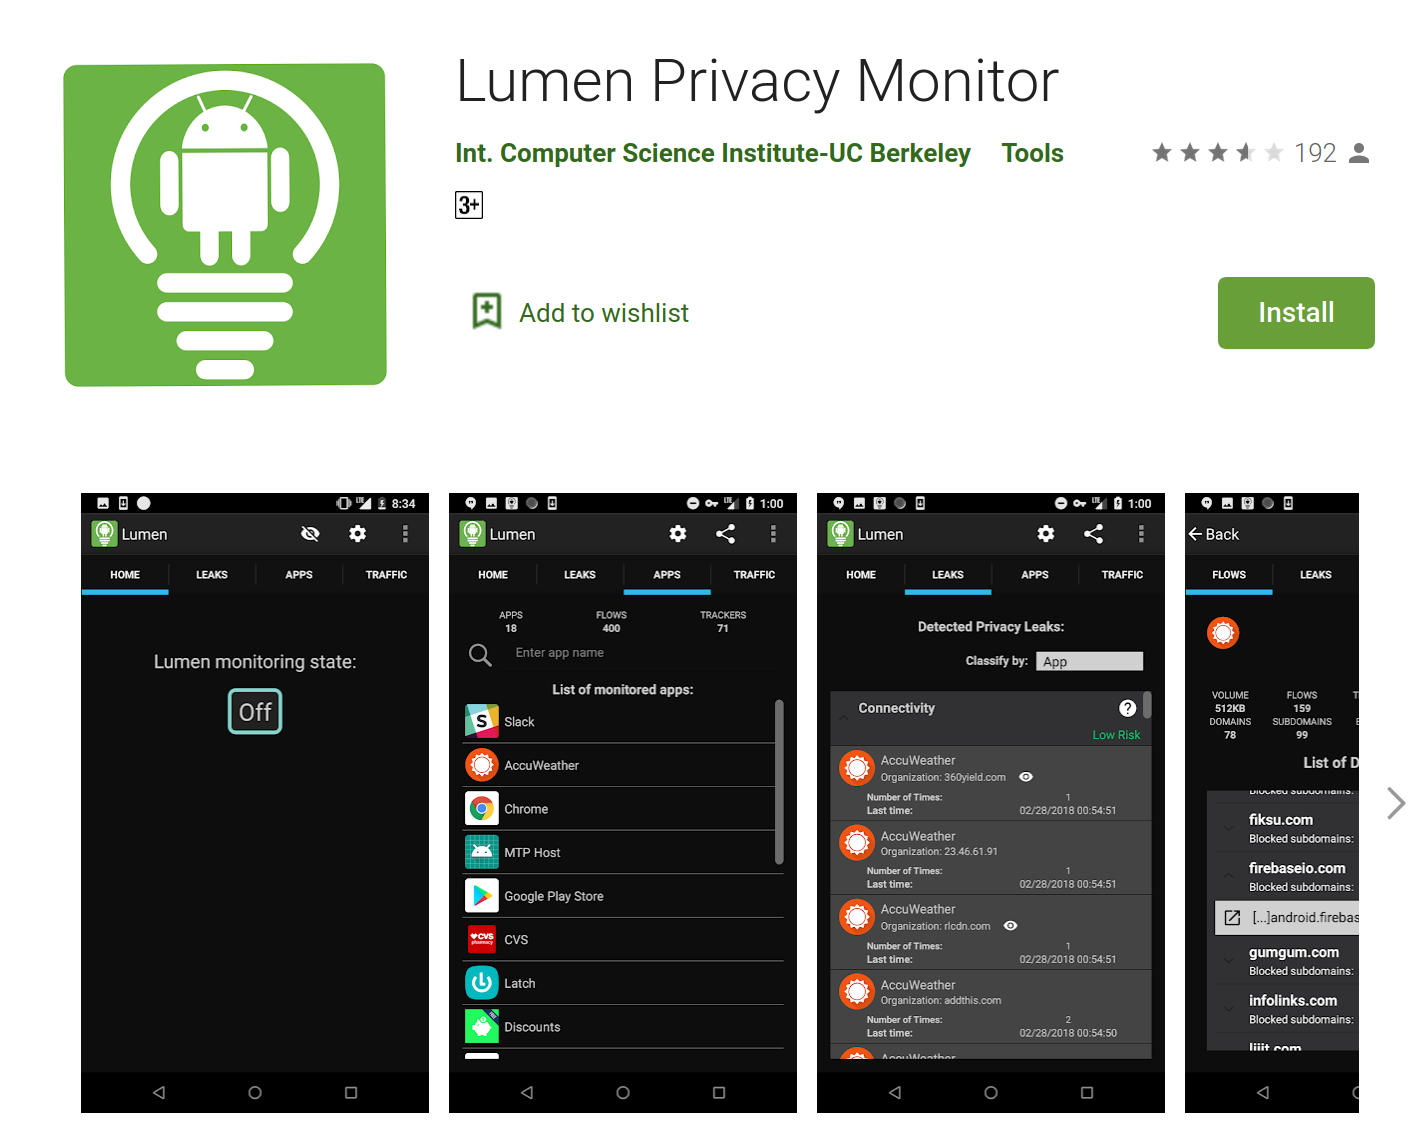 Lumen Privacy Monitor
Int. Computer Science Institute-UC Berkeley Tools 192
3+
Add to wishlist
Install
8:34
Lumen
HOME LEAKS APPS TRAFFIC
Lumen monitoring state:
Off
LTE 1:00
Lumen
HOME LEAKS APPS TRAFFIC
APPS FLOWS TRACKERS
18 400 71
Enter app name
List of monitored apps:
Slack
AccuWeather
Chrome
MTP Host
Google Play Store
CVS
Latch
Discounts
LTE 1:00
Lumen
HOME LEAKS APPS TRAFFIC
Detected Privacy Leaks:
Classify by: App
Connectivity
Low Risk
AccuWeather
Organization: 360yield.com
Number of Times: 1
Last time: 02/28/2018 00:54:51
AccuWeather
Organization: 23.46.61.91
Number of Times: 1
Last time: 02/28/2018 00:54:51
AccuWeather
Organization: rlcdn.com
Number of Times: 1
Last time: 02/28/2018 00:54:51
AccuWeather
Organization: addthis.com
Number of Times: 2
Last time: 02/28/2018 00:54:50
AccuWeather
Back
FLOWS LEAKS
VOLUME FLOWS
512KB 159
DOMAINS SUBDOMAINS
78 99
List of D
Blocked subdomains:
fiksu.com
Blocked subdomains:
firebaseio.com
Blocked subdomains:
[...]android.firebas
gumgum.com
Blocked subdomains:
infolinks.com
Blocked subdomains: